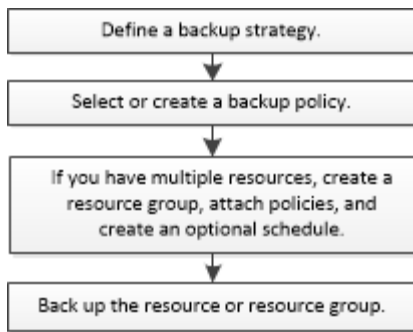 Define a backup strategy.
Select or create a backup policy.
If you have multiple resources, create a
resource group, attach policies, and
create an optional schedule.
Back up the resource or resource group.